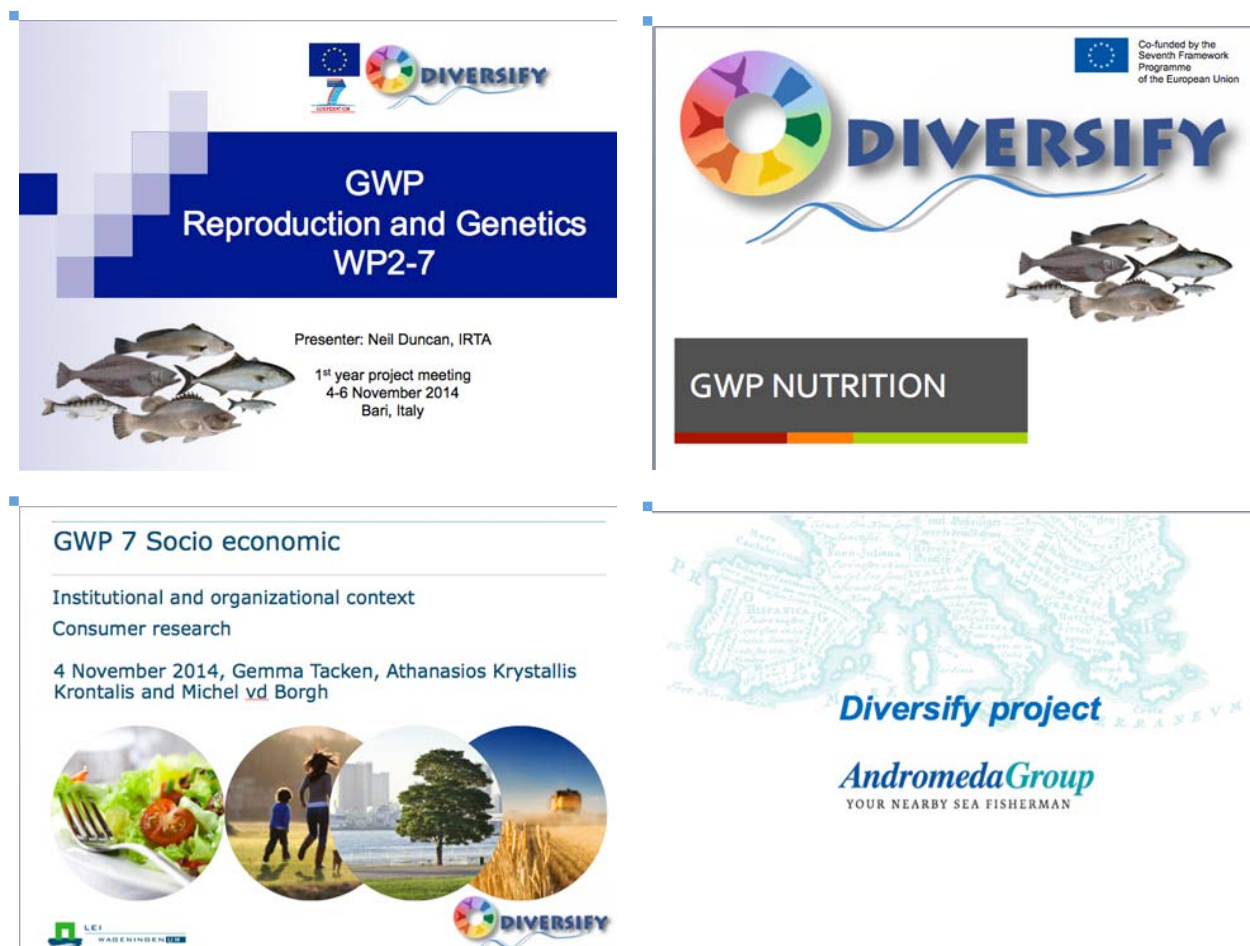 DIVERSIFY
GWP
Reproduction and Genetics
WP2-7
Presenter: Neil Duncan, IRTA
1st year project meeting
4-6 November 2014
Bari, Italy
Co-funded by the
Seventh Framework
Programme
of the European Union
DIVERSIFY
GWP NUTRITION
GWP 7 Socio economic
Institutional and organizational context
Consumer research
4 November 2014, Gemma Tacken, Athanasios Krystallis
Krontalis and Michel vd Borgh
LEI
WAGENINGEN UR
DIVERSIFY
HISPANICA
Diversify project
AndromedaGroup
YOUR NEARBY SEA FISHERMAN